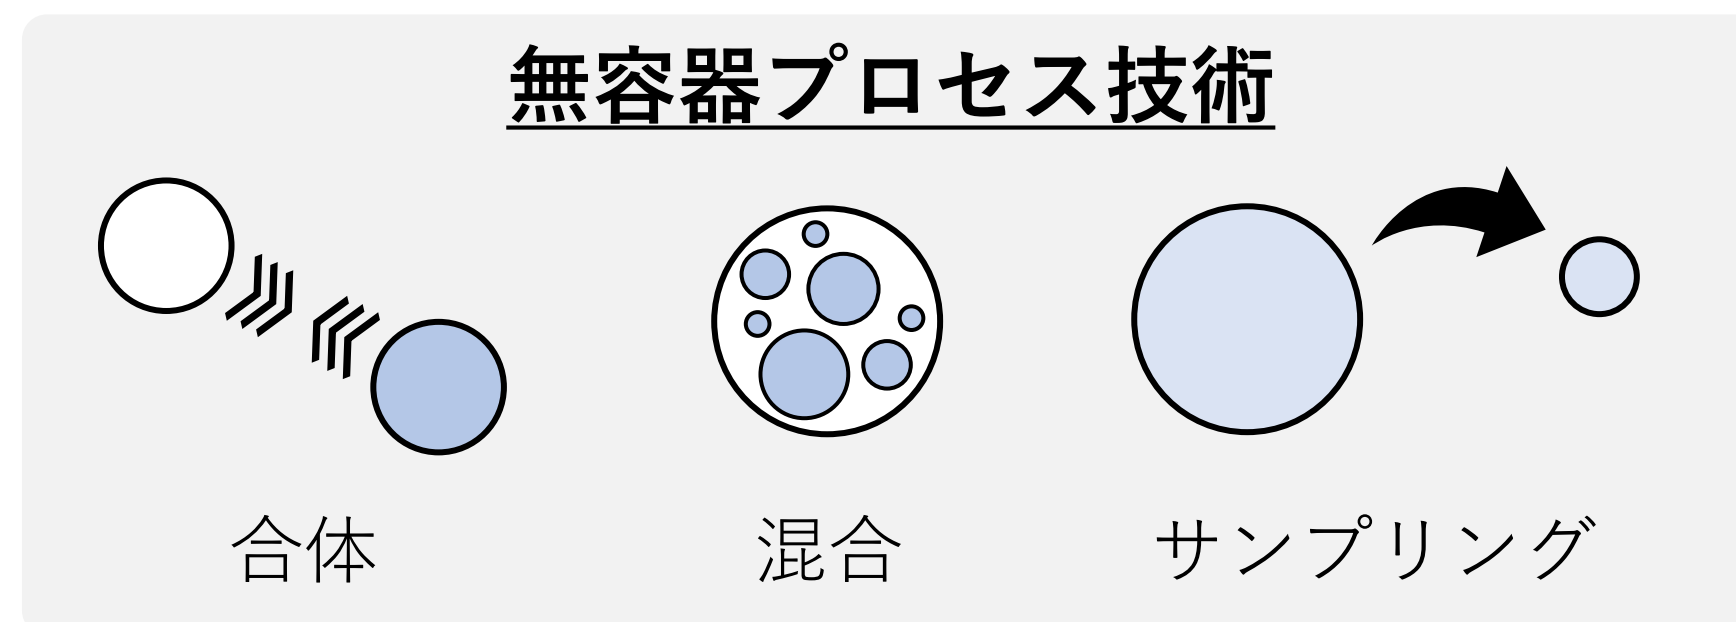 無容器プロセス技術
合体
混合
サンプリング